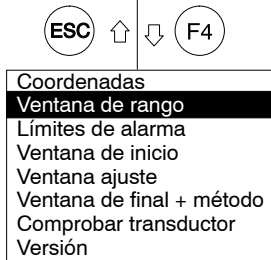 ESC F4
Coordenadas
Ventana de rango
Límites de alarma
Ventana de inicio
Ventana ajuste
Ventana de final + método
Comprobar transductor
Versión